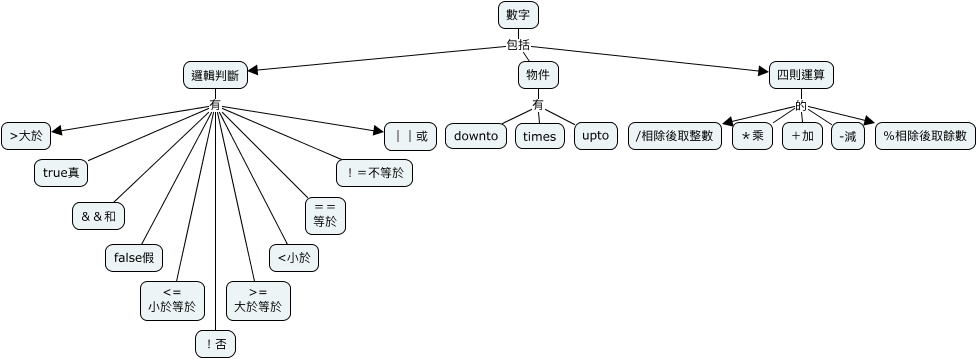 數字
包括
邏輯判斷
物件
四則運算
有
有
的
>大於
||或
downto
times
upto
/相除後取整數
*乘
+加
-減
%相除後取餘數
true真
!=不等於
&&和
==
等於
false假
<小於
<=
小於等於
>=
大於等於
!否